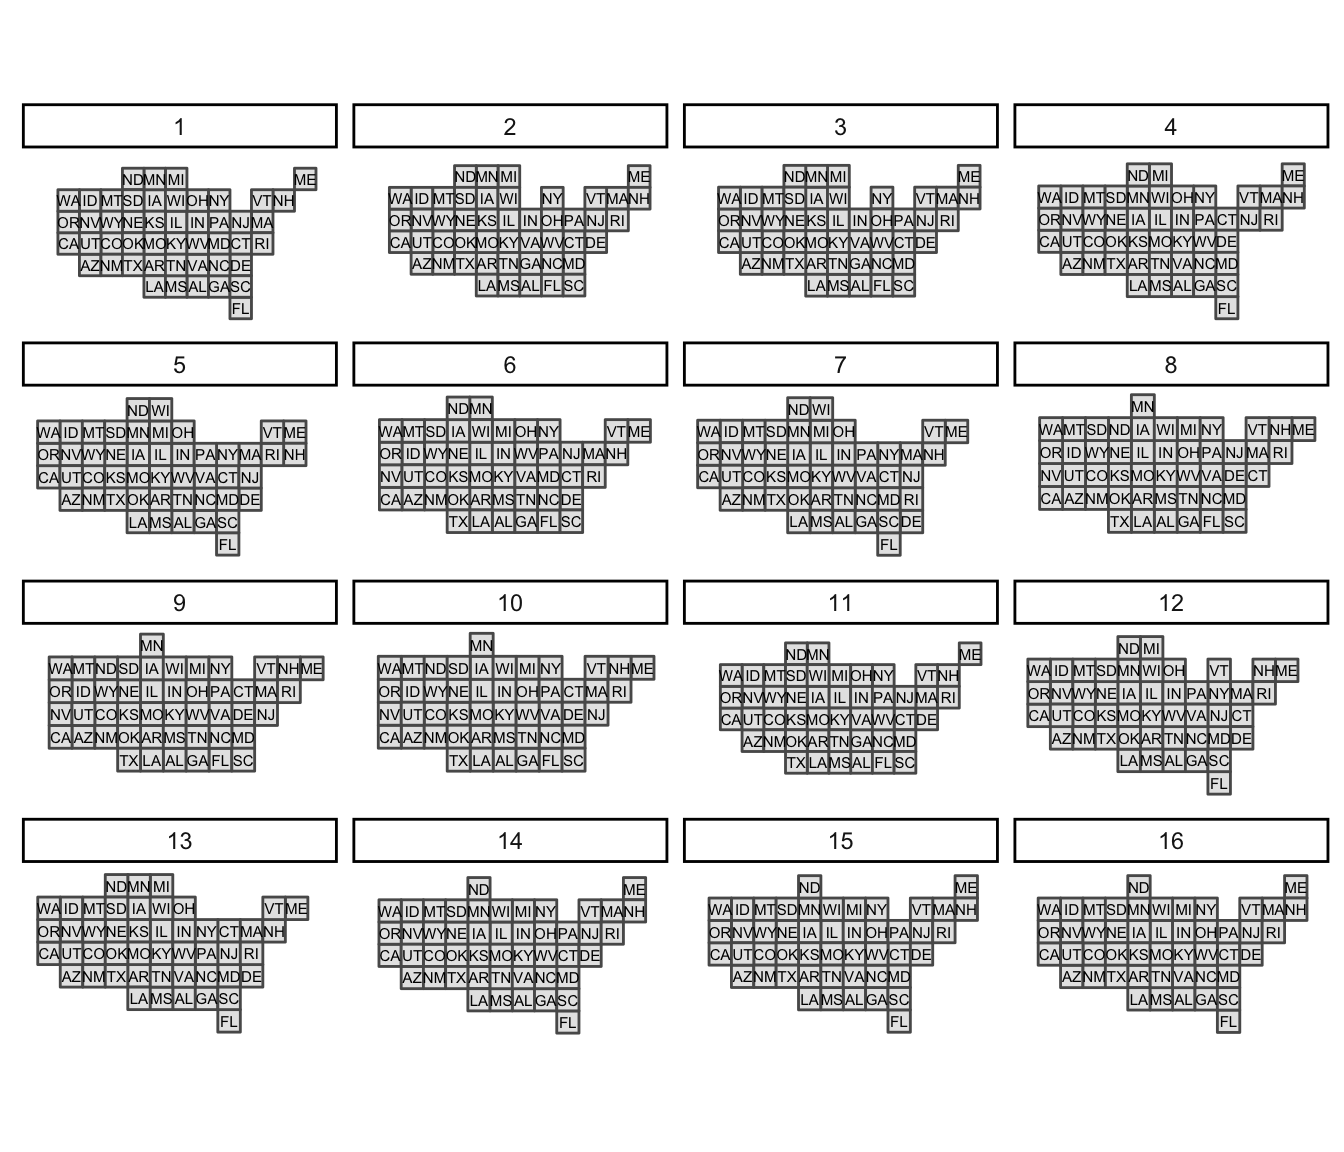 1 2 3 4
ND MN MI ME
WA ID MT SD IA WI OH NY VT NH
OR NV WY NE KS IL IN PA NJ MA
CA UT CO OK MO KY WV MD CT RI
AZ NM TX AR TN VA NC DE
LA MS AL GA SC
FL
ND MN MI ME
WA ID MT SD IA WI NY VT MA NH
OR NV WY NE KS IL IN OH PA NJ RI
CA UT CO OK MO KY VA WV CT DE
AZ NM TX AR TN GA NC MD
LA MS AL FL SC
ND MN MI ME
WA ID MT SD IA WI NY VT MA NH
OR NV WY NE KS IL IN OH PA NJ RI
CA UT CO OK MO KY VA WV CT DE
AZ NM TX AR TN GA NC MD
LA MS AL FL SC
ND MI ME
WA ID MT SD MN WI OH NY VT MA NH
OR NV WY NE IA IL IN PA CT NJ RI
CA UT CO OK KS MO KY WV DE
AZ NM TX AR TN VA NC MD
LA MS AL GA SC
FL
5 6 7 8
ND WI
WA ID MT SD MN MI OH VT ME
OR NV WY NE IA IL IN PA NY MA RI NH
CA UT CO KS MO KY WV VA CT NJ
AZ NM TX OK AR TN NC MD DE
LA MS AL GA SC
FL
ND MN
WA MT SD IA WI MI OH NY VT ME
OR ID WY NE IL IN WV PA NJ MA NH
NV UT CO KS MO KY VA MD CT RI
CA AZ NM OK AR MS TN NC DE
TX LA AL GA FL SC
ND WI
WA ID MT SD MN MI OH VT ME
OR NV WY NE IA IL IN PA NY MA NH
CA UT CO KS MO KY WV VA CT NJ
AZ NM TX OK AR TN NC MD RI
LA MS AL GA SC DE
FL
MN
WA MT SD ND IA WI MI NY VT NH ME
OR ID WY NE IL IN OH PA NJ MA RI
NV UT CO KS MO KY WV VA DE CT
CA AZ NM OK AR MS TN NC MD
TX LA AL GA FL SC
9 10 11 12
MN
WA MT ND SD IA WI MI NY VT NH ME
OR ID WY NE IL IN OH PA CT MA RI
NV UT CO KS MO KY WV VA DE NJ
CA AZ NM OK AR MS TN NC MD
TX LA AL GA FL SC
MN
WA MT ND SD IA WI MI NY VT NH ME
OR ID WY NE IL IN OH PA CT MA RI
NV UT CO KS MO KY WV VA DE NJ
CA AZ NM OK AR MS TN NC MD
TX LA AL GA FL SC
ND MN ME
WA ID MT SD WI MI OH NY VT NH
OR NV WY NE IA IL IN PA NJ MA RI
CA UT CO KS MO KY VA WV CT DE
AZ NM OK AR TN GA NC MD
TX LA MS AL FL SC
ND MI
WA ID MT SD MN WI OH VT NH ME
OR NV WY NE IA IL IN PA NY MA RI
CA UT CO KS MO KY WV VA NJ CT
AZ NM TX OK AR TN NC MD DE
LA MS AL GA SC
FL
13 14 15 16
ND MN MI
WA ID MT SD IA WI OH VT ME
OR NV WY NE KS IL IN NY CT MA NH
CA UT CO OK MO KY WV PA NJ RI
AZ NM TX AR TN VA NC MD DE
LA MS AL GA SC
FL
ND ME
WA ID MT SD MN WI MI NY VT MA NH
OR NV WY NE IA IL IN OH PA NJ RI
CA UT CO OK KS MO KY WV CT DE
AZ NM TX AR TN VA NC MD
LA MS AL GA SC
FL
ND ME
WA ID MT SD MN WI MI NY VT MA NH
OR NV WY NE IA IL IN OH PA NJ RI
CA UT CO OK KS MO KY WV CT DE
AZ NM TX AR TN VA NC MD
LA MS AL GA SC
FL
ND ME
WA ID MT SD MN WI MI NY VT MA NH
OR NV WY NE IA IL IN OH PA NJ RI
CA UT CO OK KS MO KY WV CT DE
AZ NM TX AR TN VA NC MD
LA MS AL GA SC
FL